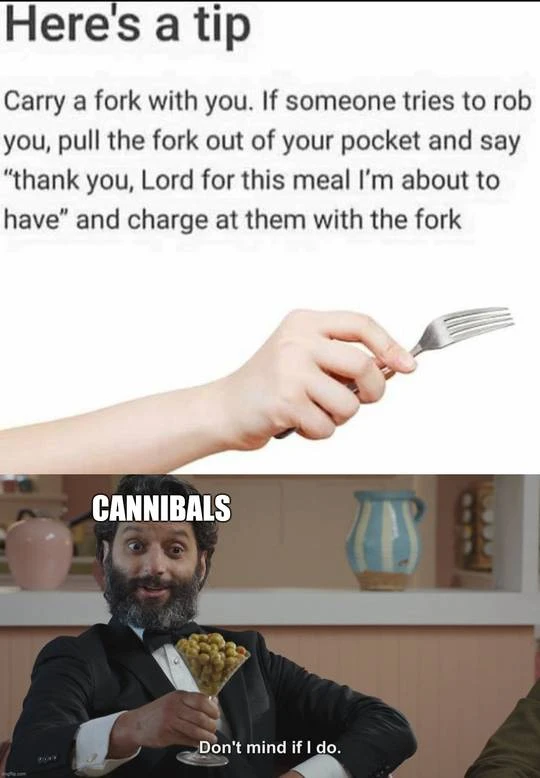 Here's a tip
Carry a fork with you. If someone tries to rob
you, pull the fork out of your pocket and say
“thank you, Lord for this meal I’m about to
have” and charge at them with the fork
CANNIBALS
Don't mind if I do.
imgflip.com